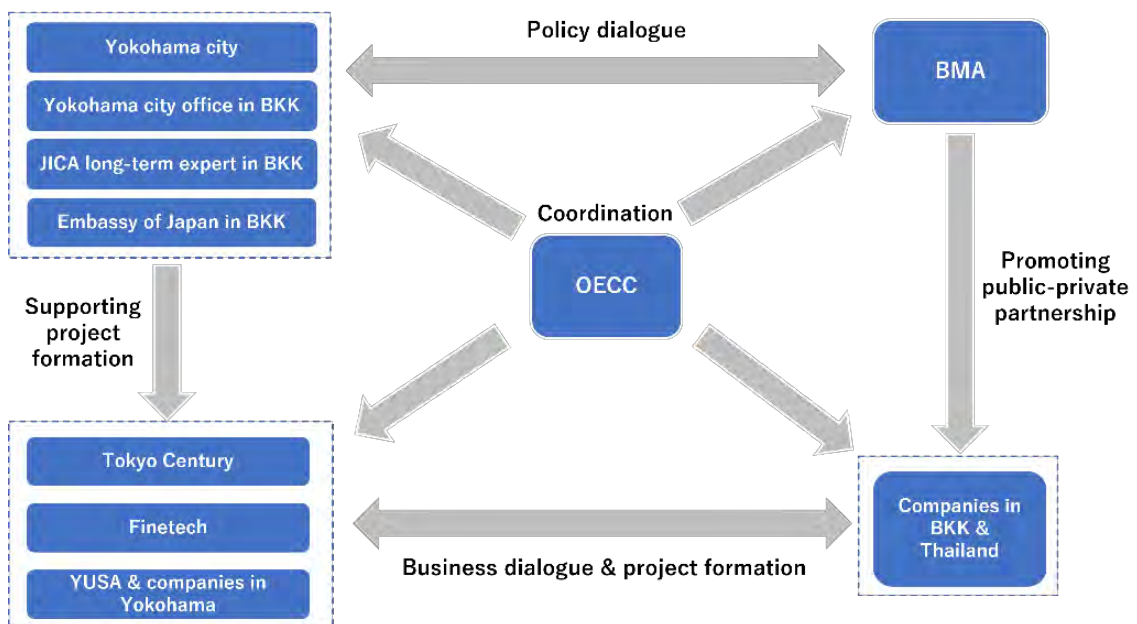 Yokohama city
Yokohama city office in BKK
JICA long-term expert in BKK
Embassy of Japan in BKK
Policy dialogue
BMA
Coordination
OECC
Supporting
project
formation
Promoting
public-private
partnership
Tokyo Century
Finetech
YUSA & companies in
Yokohama
Business dialogue & project formation
Companies in
BKK &
Thailand